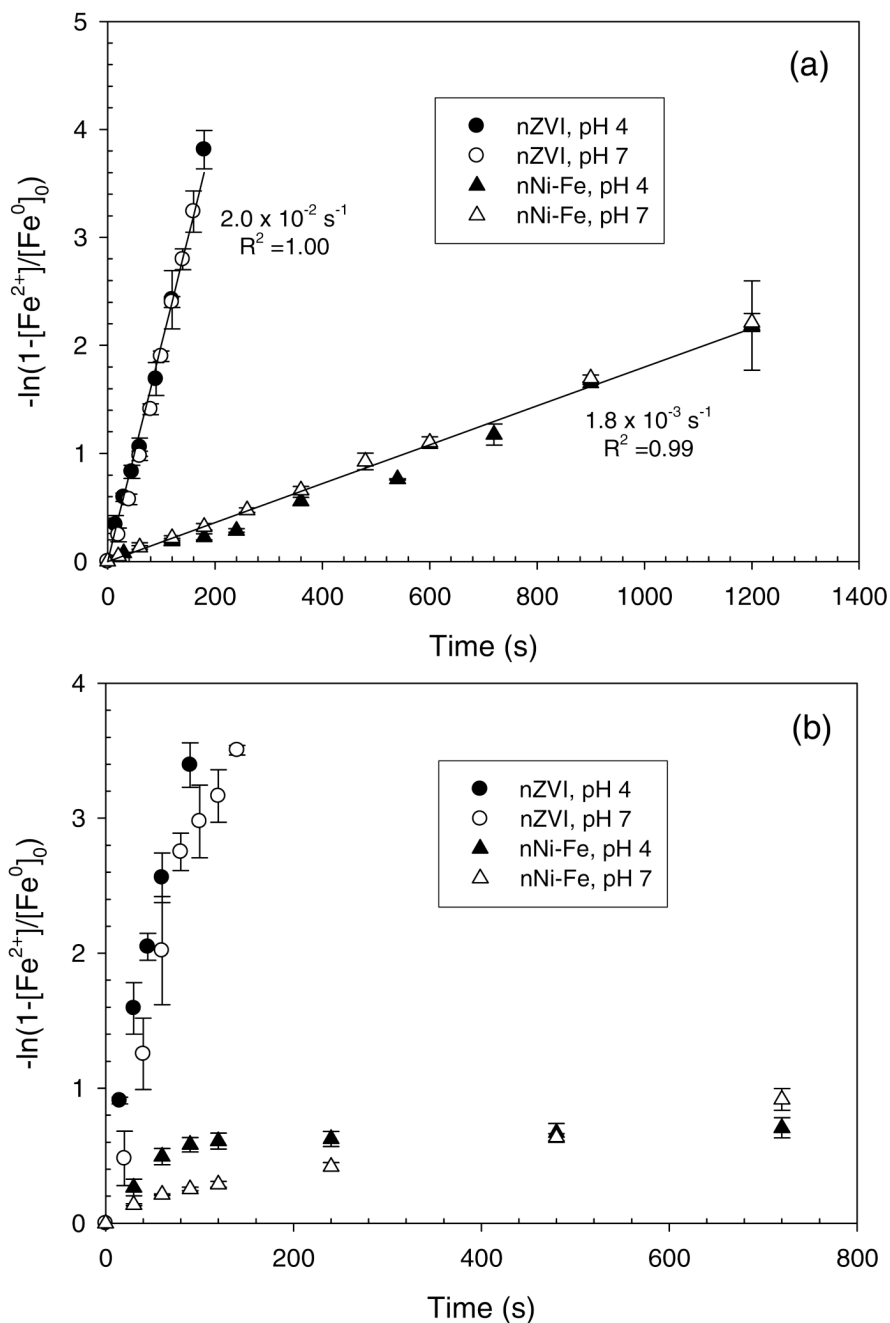 (a)
5
4
3
2
1
0
-ln(1-[Fe²⁺]/[Fe⁰]₀)
nZVI, pH 4
nZVI, pH 7
nNi-Fe, pH 4
nNi-Fe, pH 7
2.0 x 10⁻² s⁻¹
R² =1.00
1.8 x 10⁻³ s⁻¹
R² =0.99
0 200 400 600 800 1000 1200 1400
Time (s)
(b)
4
3
2
1
0
-ln(1-[Fe²⁺]/[Fe⁰]₀)
nZVI, pH 4
nZVI, pH 7
nNi-Fe, pH 4
nNi-Fe, pH 7
0 200 400 600 800
Time (s)